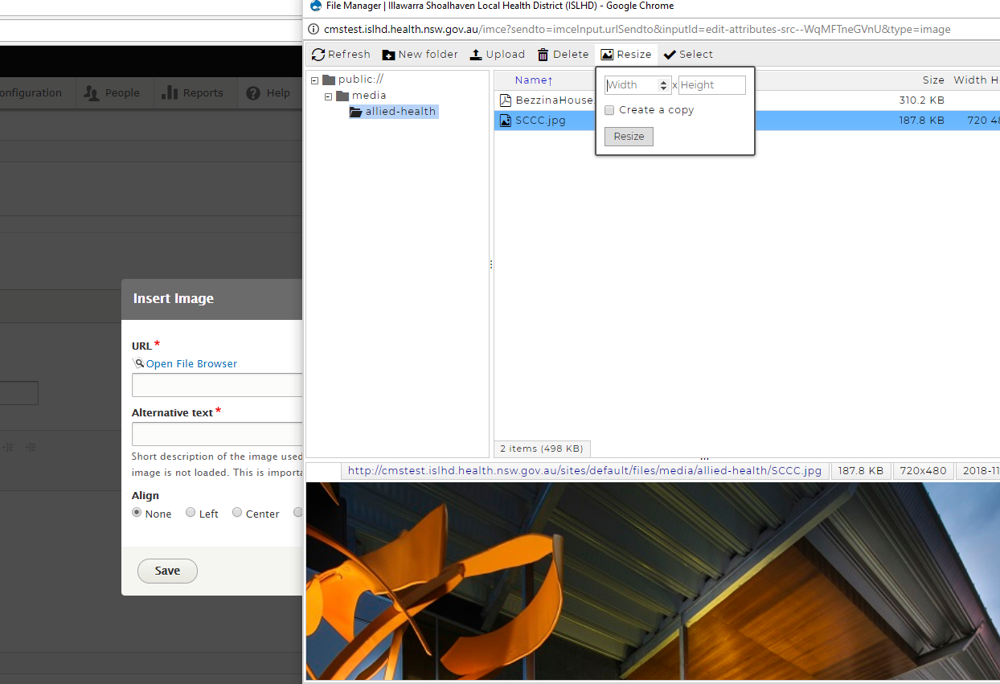 File Manager | Illawarra Shoalhaven Local Health District (ISLHD) - Google Chrome
cmstest.islhd.health.nsw.gov.au/imce?sendto=imceInput.urlSendto&inputId=edit-attributes-src--WqMFTneGVnU&type=image
Refresh New folder Upload Delete Resize Select
public://
media
allied-health
Name↑ Size Width H
BezzinaHouse. 310.2 KB
SCCC.jpg 187.8 KB 720 48
Width x Height
Create a copy
Resize
2 items (498 KB)
http://cmstest.islhd.health.nsw.gov.au/sites/default/files/media/allied-health/SCCC.jpg 187.8 KB 720x480 2018-11
onfiguration People Reports Help
Insert Image
URL*
Open File Browser
Alternative text*
Short description of the image used
image is not loaded. This is importa
Align
None Left Center
Save